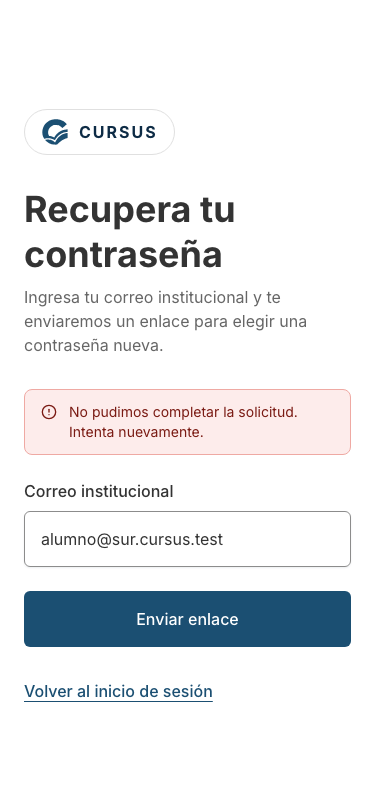 CURSUS
Recupera tu
contraseña
Ingresa tu correo institucional y te
enviaremos un enlace para elegir una
contraseña nueva.
No pudimos completar la solicitud.
Intenta nuevamente.
Correo institucional
alumno@sur.cursus.test
Enviar enlace
Volver al inicio de sesión